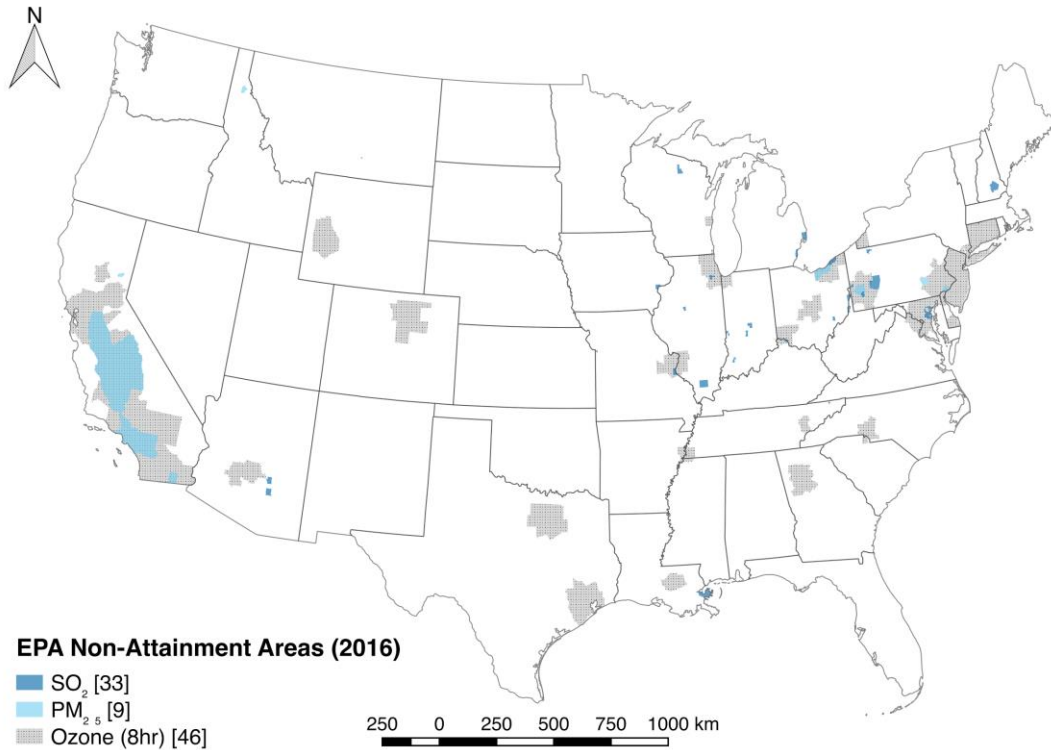 N
EPA Non-Attainment Areas (2016)
SO₂ [33]
PM₂ ₅ [9]
Ozone (8hr) [46]
250 0 250 500 750 1000 km